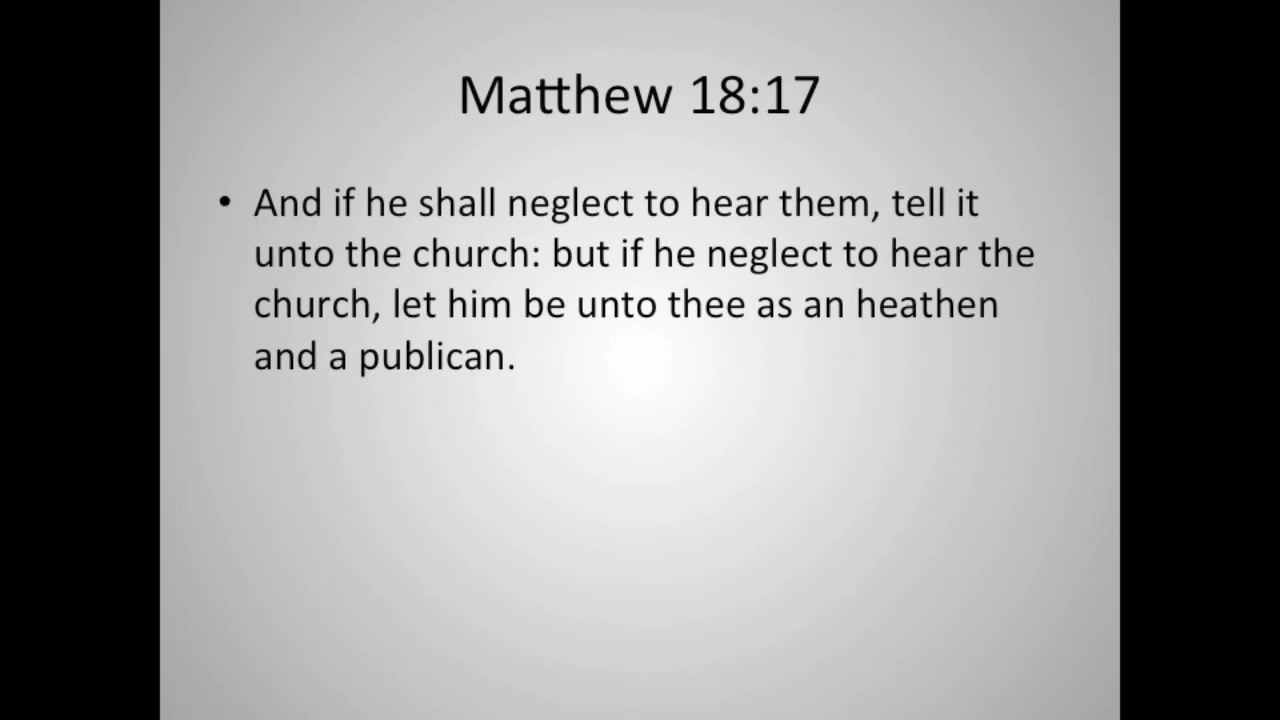 Matthew 18:17
• And if he shall neglect to hear them, tell it
unto the church: but if he neglect to hear the
church, let him be unto thee as an heathen
and a publican.